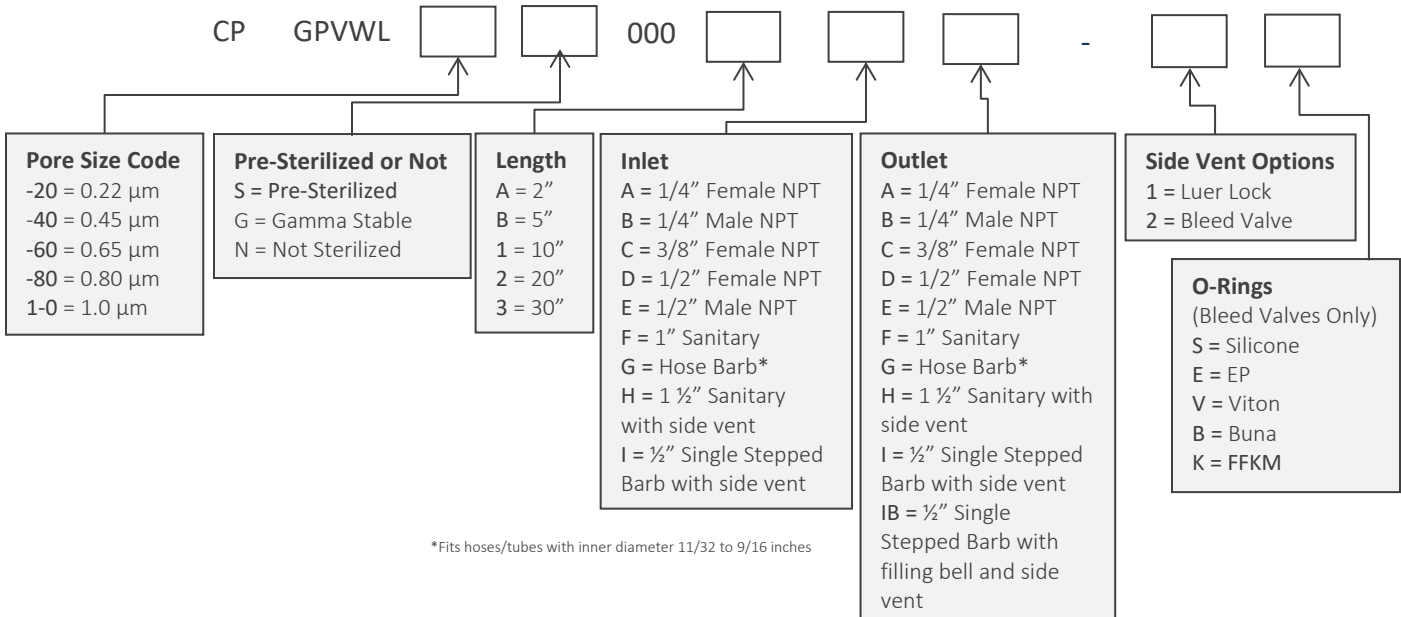 CP GPVWL 000 -
Pore Size Code
-20 = 0.22 µm
-40 = 0.45 µm
-60 = 0.65 µm
-80 = 0.80 µm
1-0 = 1.0 µm
Pre-Sterilized or Not
S = Pre-Sterilized
G = Gamma Stable
N = Not Sterilized
Length
A = 2”
B = 5”
1 = 10”
2 = 20”
3 = 30”
Inlet
A = 1/4” Female NPT
B = 1/4” Male NPT
C = 3/8” Female NPT
D = 1/2” Female NPT
E = 1/2” Male NPT
F = 1” Sanitary
G = Hose Barb*
H = 1 ½” Sanitary
with side vent
I = ½” Single Stepped
Barb with side vent
Outlet
A = 1/4” Female NPT
B = 1/4” Male NPT
C = 3/8” Female NPT
D = 1/2” Female NPT
E = 1/2” Male NPT
F = 1” Sanitary
G = Hose Barb*
H = 1 ½” Sanitary with
side vent
I = ½” Single Stepped
Barb with side vent
IB = ½” Single
Stepped Barb with
filling bell and side
vent
Side Vent Options
1 = Luer Lock
2 = Bleed Valve
O-Rings
(Bleed Valves Only)
S = Silicone
E = EP
V = Viton
B = Buna
K = FFKM
*Fits hoses/tubes with inner diameter 11/32 to 9/16 inches